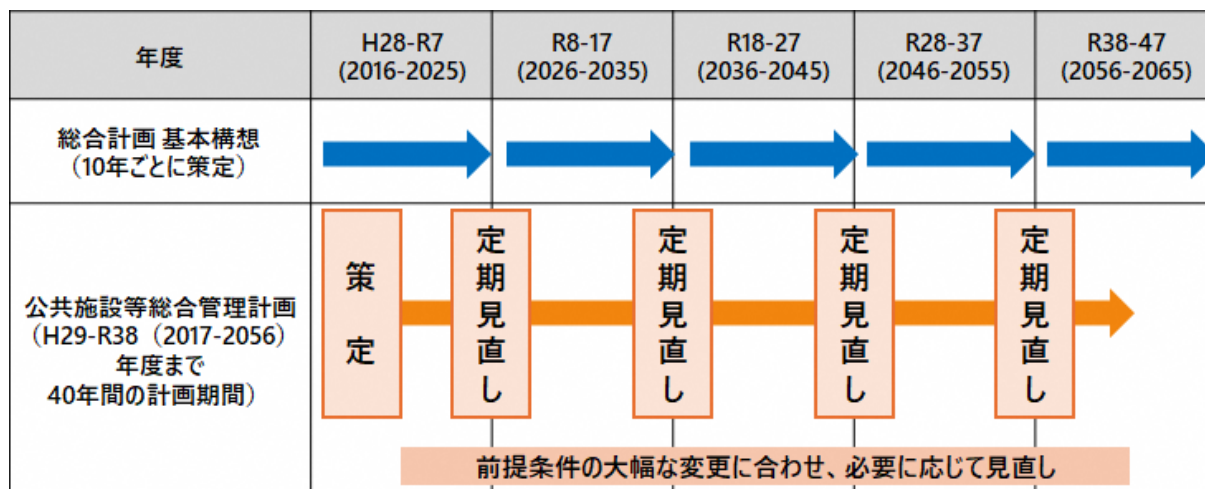 年度
H28-R7
(2016-2025)
R8-17
(2026-2035)
R18-27
(2036-2045)
R28-37
(2046-2055)
R38-47
(2056-2065)
総合計画 基本構想
（10年ごとに策定）
公共施設等総合管理計画
（H29-R38（2017-2056）
年度まで
40年間の計画期間）
策定
定期見直し
定期見直し
定期見直し
定期見直し
前提条件の大幅な変更に合わせ、必要に応じて見直し